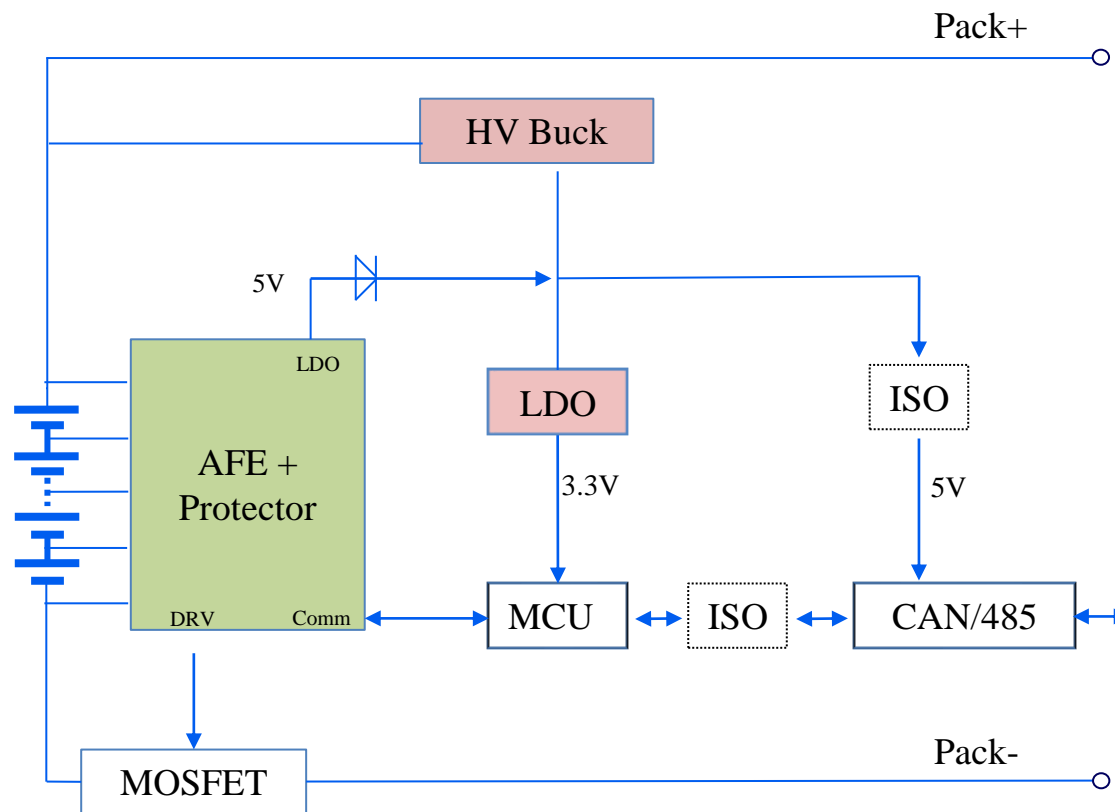 Pack+
HV Buck
5V
LDO
LDO
ISO
AFE +
Protector
3.3V
5V
DRV
Comm
MCU
ISO
CAN/485
MOSFET
Pack-